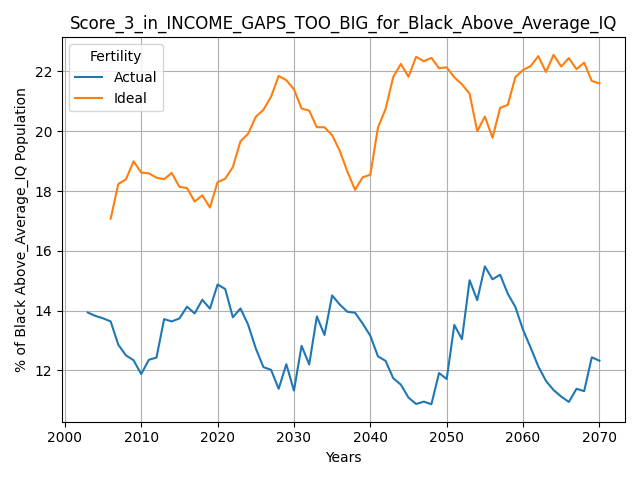 Score_3_in_INCOME_GAPS_TOO_BIG_for_Black_Above_Average_IQ
Fertility
Actual
Ideal
% of Black Above_Average_IQ Population
22
20
18
16
14
12
2000 2010 2020 2030 2040 2050 2060 2070
Years